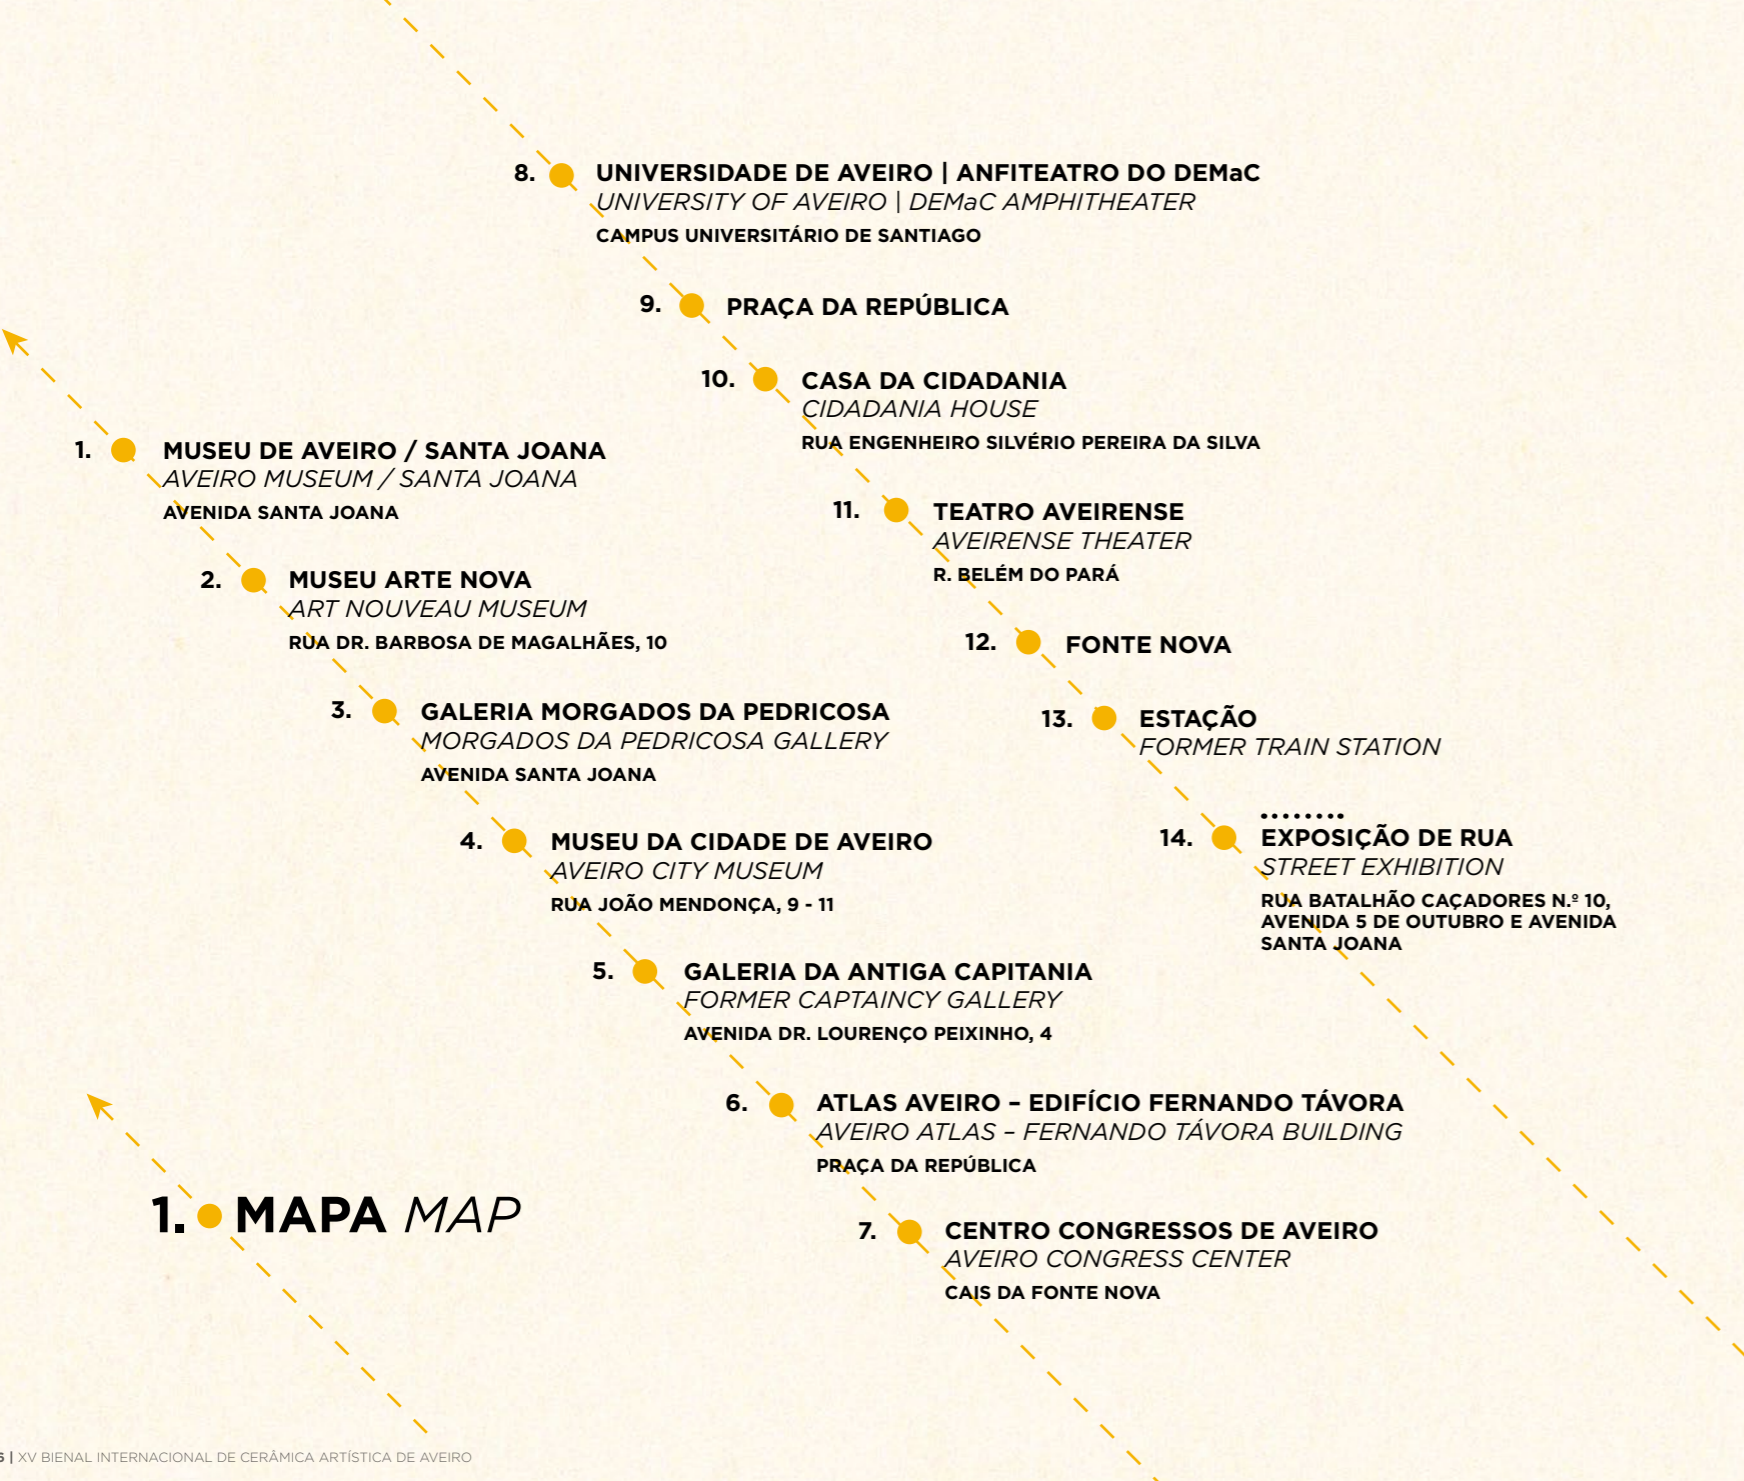 1. MUSEU DE AVEIRO / SANTA JOANA
AVEIRO MUSEUM / SANTA JOANA
AVENIDA SANTA JOANA
2. MUSEU ARTE NOVA
ART NOUVEAU MUSEUM
RUA DR. BARBOSA DE MAGALHÃES, 10
3. GALERIA MORGADOS DA PEDRICOSA
MORGADOS DA PEDRICOSA GALLERY
AVENIDA SANTA JOANA
4. MUSEU DA CIDADE DE AVEIRO
AVEIRO CITY MUSEUM
RUA JOÃO MENDONÇA, 9 - 11
5. GALERIA DA ANTIGA CAPITANIA
FORMER CAPTAINCY GALLERY
AVENIDA DR. LOURENÇO PEIXINHO, 4
6. ATLAS AVEIRO – EDIFÍCIO FERNANDO TÁVORA
AVEIRO ATLAS – FERNANDO TÁVORA BUILDING
PRAÇA DA REPÚBLICA
7. CENTRO CONGRESSOS DE AVEIRO
AVEIRO CONGRESS CENTER
CAIS DA FONTE NOVA
8. UNIVERSIDADE DE AVEIRO | ANFITEATRO DO DEMaC
UNIVERSITY OF AVEIRO | DEMaC AMPHITHEATER
CAMPUS UNIVERSITÁRIO DE SANTIAGO
9. PRAÇA DA REPÚBLICA
10. CASA DA CIDADANIA
CIDADANIA HOUSE
RUA ENGENHEIRO SILVÉRIO PEREIRA DA SILVA
11. TEATRO AVEIRENSE
AVEIRENSE THEATER
R. BELÉM DO PARÁ
12. FONTE NOVA
13. ESTAÇÃO
FORMER TRAIN STATION
14. EXPOSIÇÃO DE RUA
STREET EXHIBITION
RUA BATALHÃO CAÇADORES N.º 10,
AVENIDA 5 DE OUTUBRO E AVENIDA
SANTA JOANA
1. MAPA MAP
6 | XV BIENAL INTERNACIONAL DE CERÂMICA ARTÍSTICA DE AVEIRO